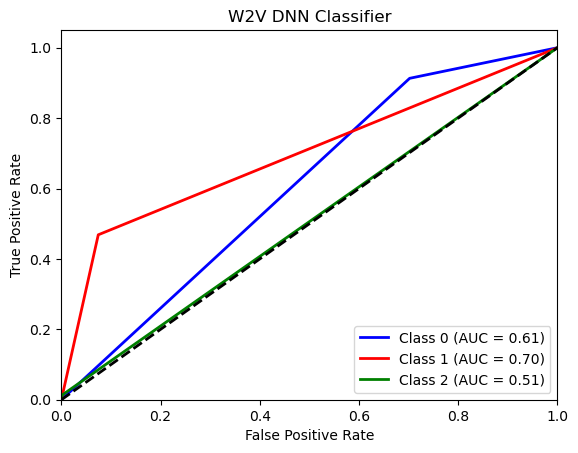 W2V DNN Classifier
1.0
0.8
0.6
0.4
0.2
0.0
True Positive Rate
Class 0 (AUC = 0.61)
Class 1 (AUC = 0.70)
Class 2 (AUC = 0.51)
0.0 0.2 0.4 0.6 0.8 1.0
False Positive Rate